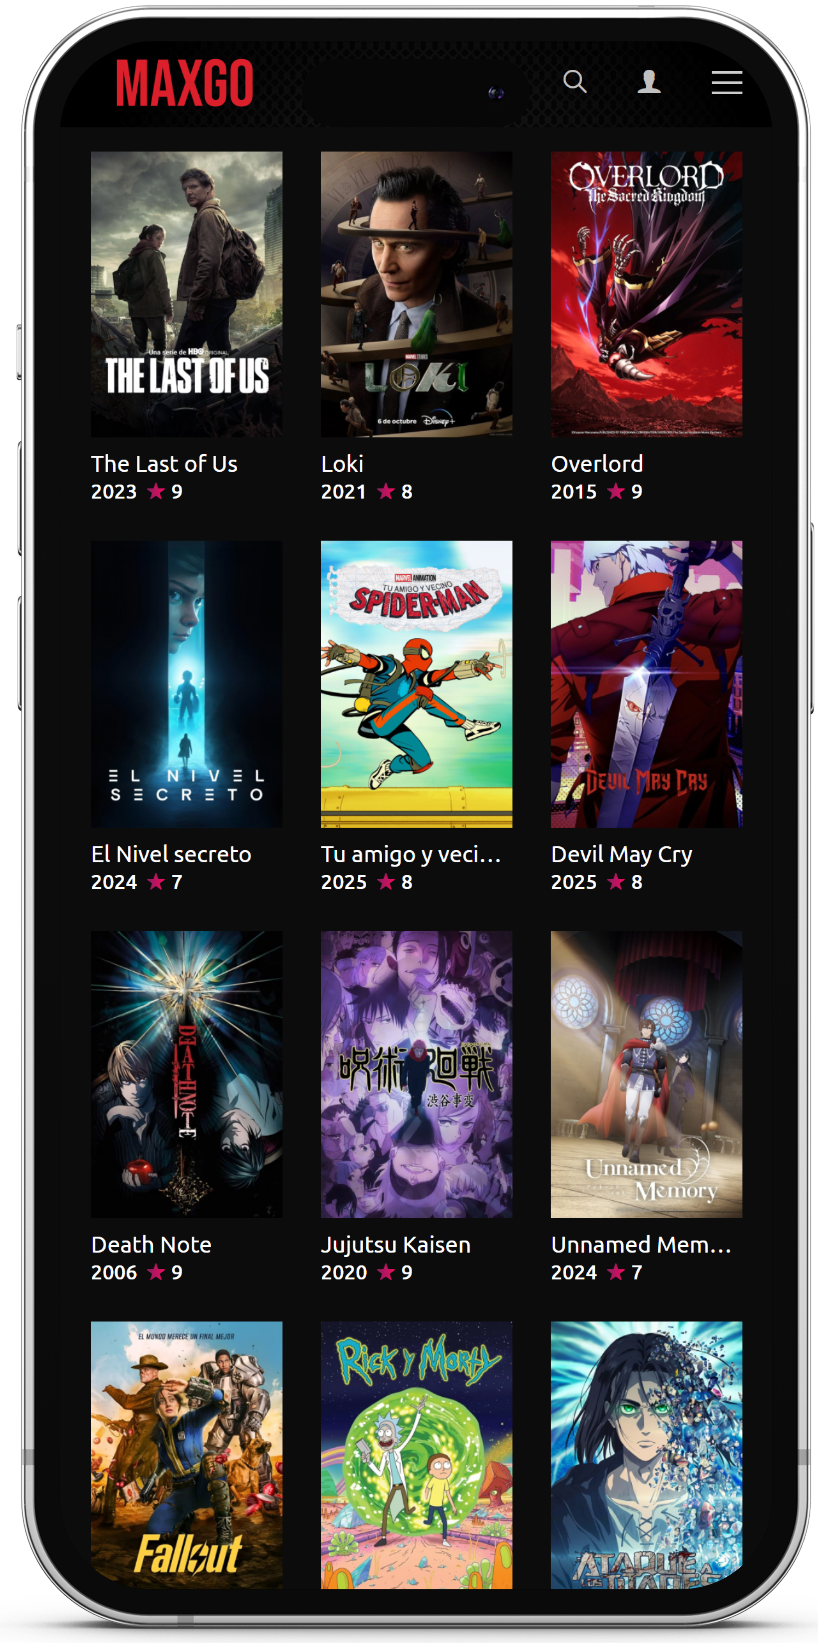 MAXGO
Una serie de HBO ORIGINAL
THE LAST OF US
MARVEL STUDIOS
LOKI
6 de octubre Disney+
OVERLORD
The Sacred Kingdom
The Last of Us
2023 ★ 9
Loki
2021 ★ 8
Overlord
2015 ★ 9
EL NIVEL
SECRETO
MARVEL ANIMATION
TU AMIGO Y VECINO
SPIDER-MAN
DEVIL MAY CRY
El Nivel secreto
2024 ★ 7
Tu amigo y veci...
2025 ★ 8
Devil May Cry
2025 ★ 8
DEATH NOTE
呪術廻戦
渋谷事変
Unnamed
Memory
Death Note
2006 ★ 9
Jujutsu Kaisen
2020 ★ 9
Unnamed Mem...
2024 ★ 7
EL MUNDO MERECE UN FINAL MEJOR
Fallout
Rick y Morty
ATAQUE A
LOS TITANES